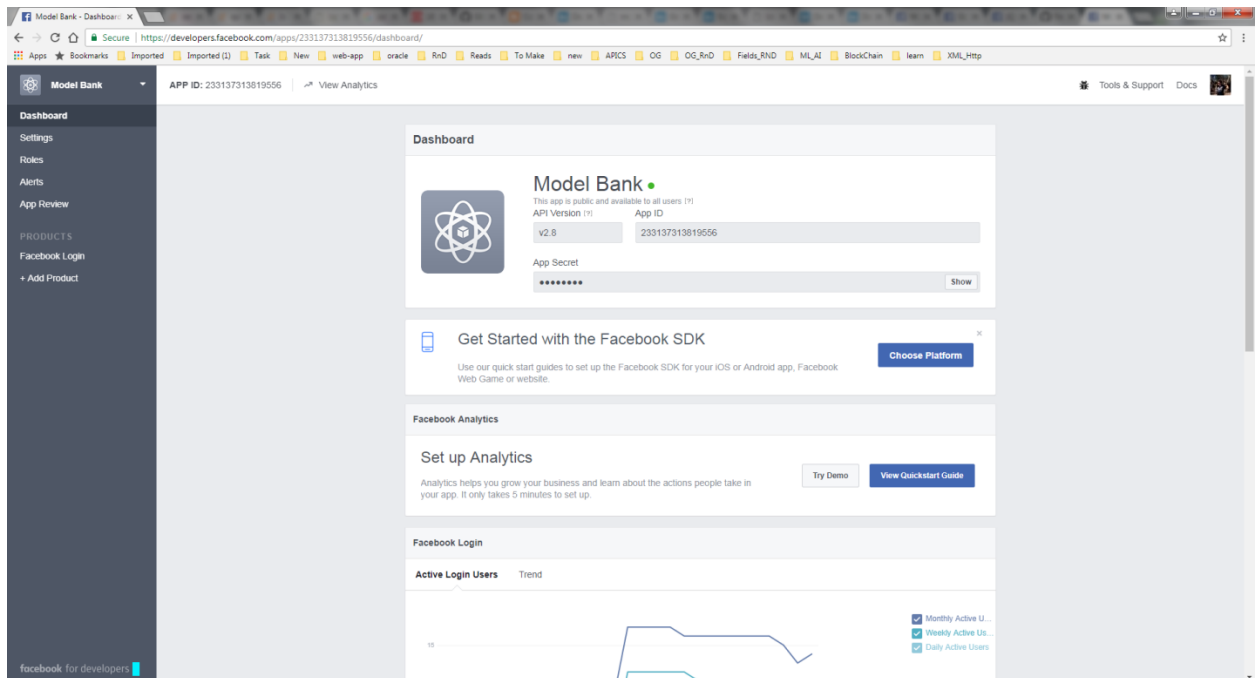 Model Bank - Dashboard
Secure | https://developers.facebook.com/apps/233137313819556/dashboard/
Apps Bookmarks Imported Imported (1) Task New web-app oracle RnD Reads To Make new APICS OG OG_RnD Fields_RND ML_AI BlockChain learn XML_Http
Model Bank APP ID: 233137313819556 View Analytics Tools & Support Docs
Dashboard
Settings
Roles
Alerts
App Review
PRODUCTS
Facebook Login
+ Add Product
facebook for developers
Dashboard
Model Bank
This app is public and available to all users [?]
API Version [?] App ID
v2.8 233137313819556
App Secret
●●●●●●●● Show
Get Started with the Facebook SDK
Use our quick start guides to set up the Facebook SDK for your iOS or Android app, Facebook
Web Game or website.
Choose Platform
Facebook Analytics
Set up Analytics
Analytics helps you grow your business and learn about the actions people take in
your app. It only takes 5 minutes to set up.
Try Demo View Quickstart Guide
Facebook Login
Active Login Users Trend
Monthly Active U...
Weekly Active Us...
Daily Active Users